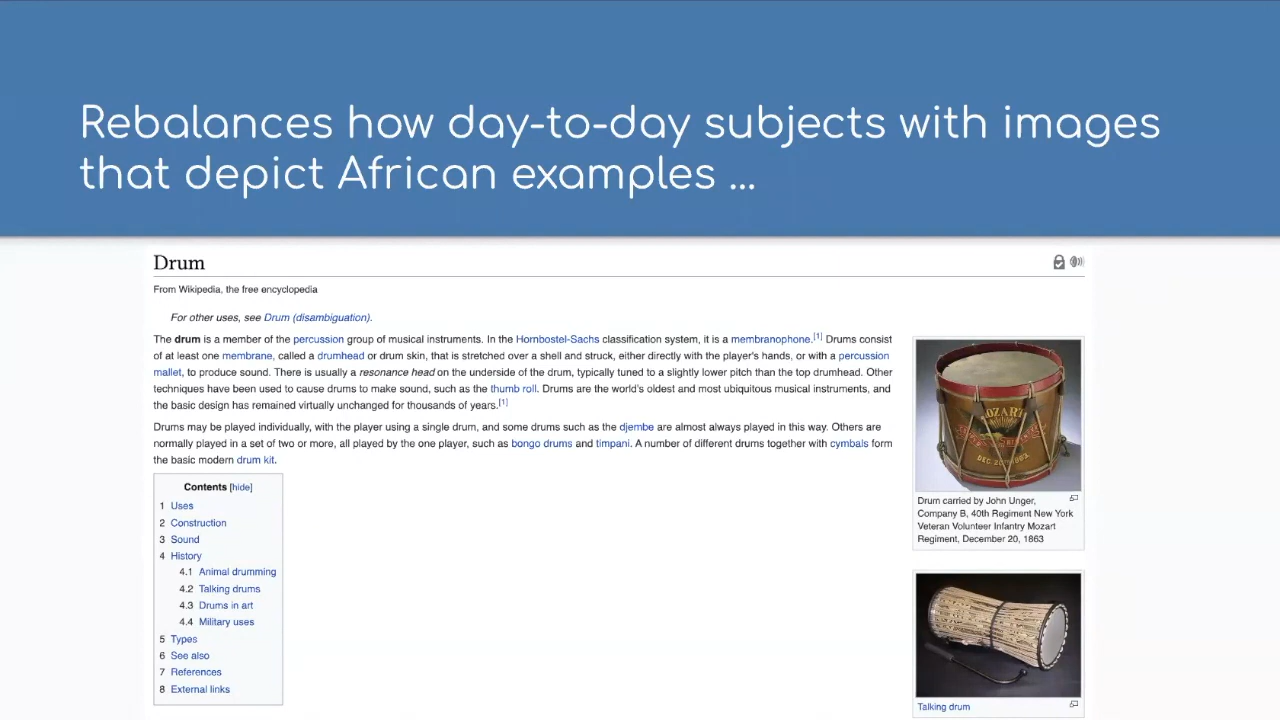 Rebalances how day-to-day subjects with images
that depict African examples ...
Drum
From Wikipedia, the free encyclopedia
For other uses, see Drum (disambiguation).
The drum is a member of the percussion group of musical instruments. In the Hornbostel-Sachs classification system, it is a membranophone.[1] Drums consist
of at least one membrane, called a drumhead or drum skin, that is stretched over a shell and struck, either directly with the player's hands, or with a percussion
mallet, to produce sound. There is usually a resonance head on the underside of the drum, typically tuned to a slightly lower pitch than the top drumhead. Other
techniques have been used to cause drums to make sound, such as the thumb roll. Drums are the world's oldest and most ubiquitous musical instruments, and
the basic design has remained virtually unchanged for thousands of years.[1]
Drums may be played individually, with the player using a single drum, and some drums such as the djembe are almost always played in this way. Others are
normally played in a set of two or more, all played by the one player, such as bongo drums and timpani. A number of different drums together with cymbals form
the basic modern drum kit.
Contents [hide]
1 Uses
2 Construction
3 Sound
4 History
4.1 Animal drumming
4.2 Talking drums
4.3 Drums in art
4.4 Military uses
5 Types
6 See also
7 References
8 External links
MOZART
DEC. 20th 1863.
Drum carried by John Unger,
Company B, 40th Regiment New York
Veteran Volunteer Infantry Mozart
Regiment, December 20, 1863
Talking drum